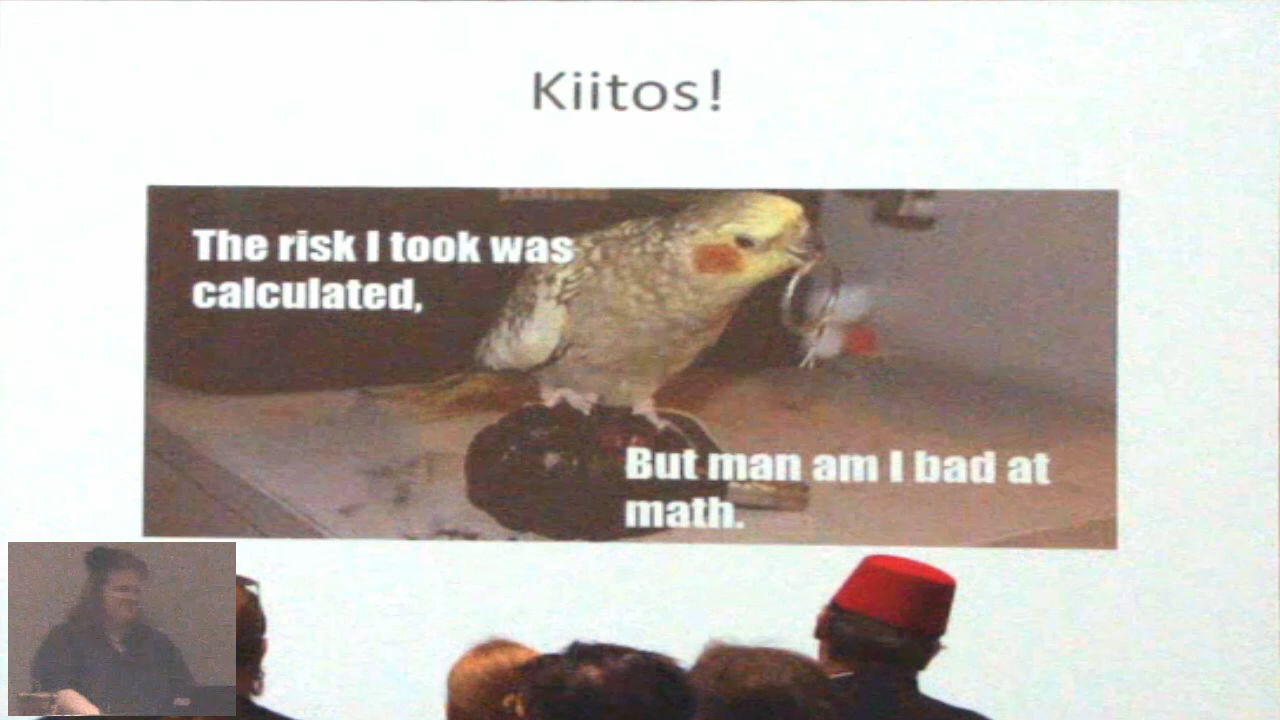 Kiitos!
The risk I took was
calculated,
But man am I bad at
math.